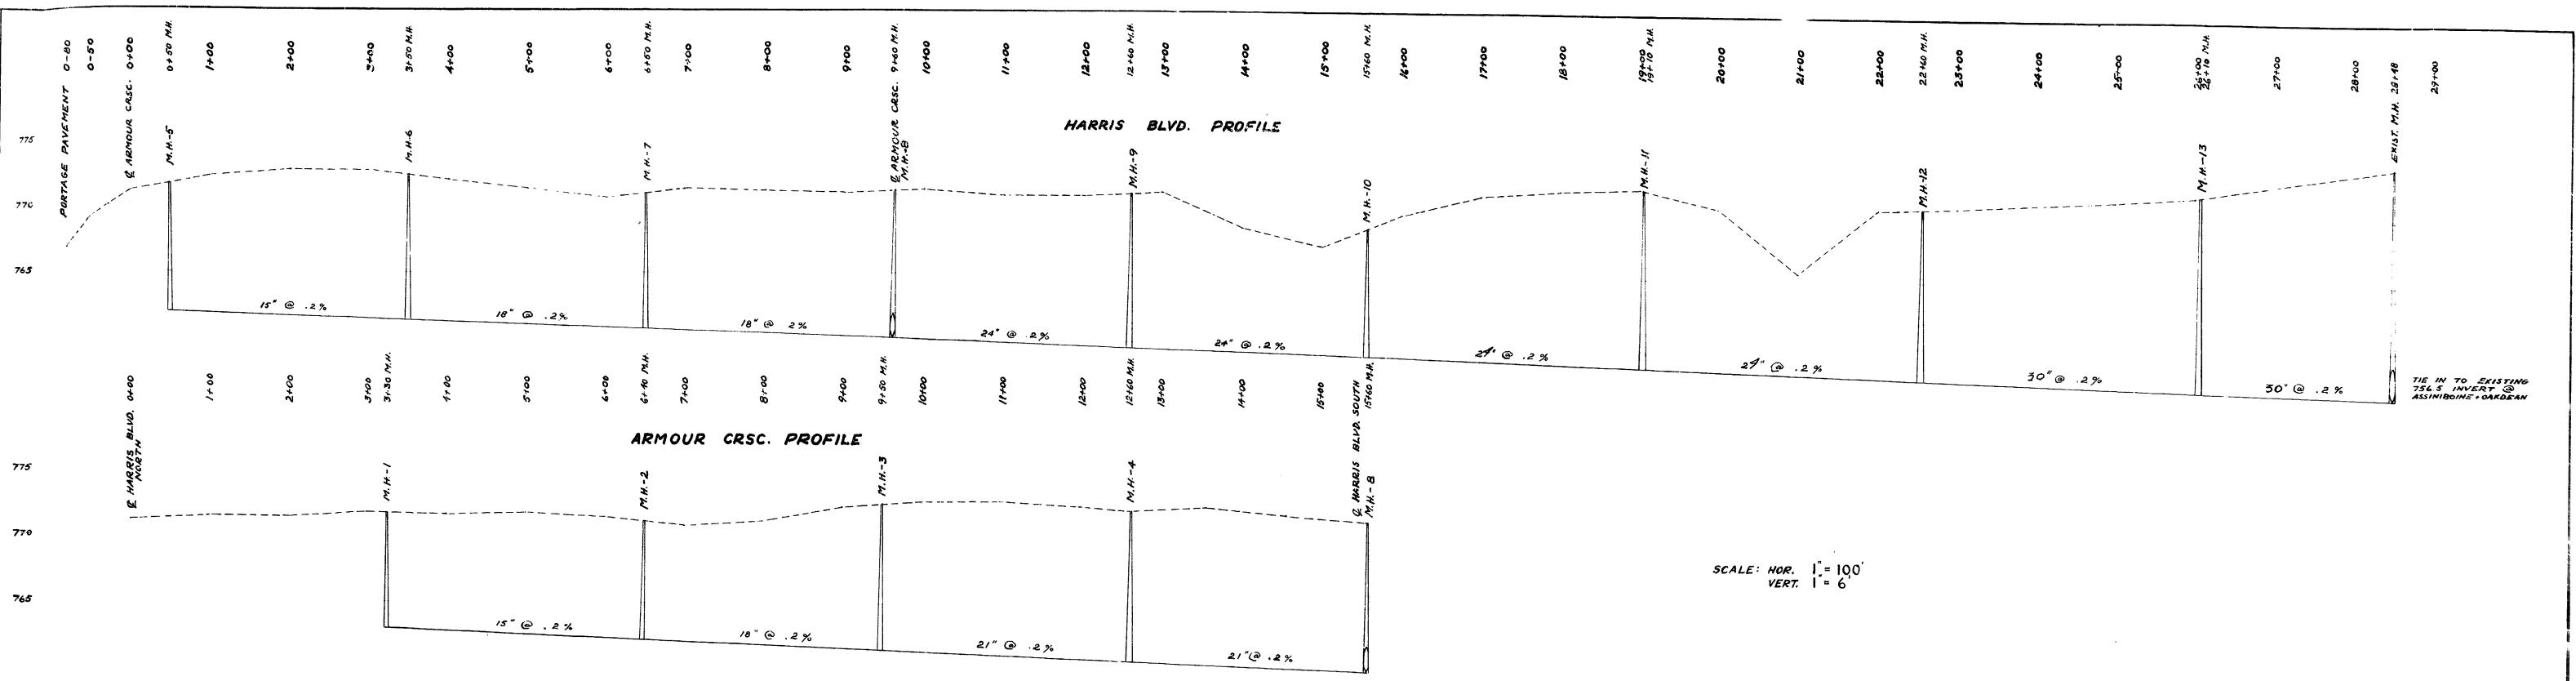 PORTAGE PAVEMENT 0-80
0-50
℄ ARMOUR CRSC. 0+00
0+50 M.H.
1+00
2+00
3+00
3+50 M.H.
4+00
5+00
6+00
6+50 M.H.
7+00
8+00
9+00
℄ ARMOUR CRSC. 9+60 M.H.
10+00
11+00
12+00
12+60 M.H.
13+00
14+00
15+00
15+60 M.H.
16+00
17+00
18+00
19+00
19+10 M.H.
20+00
21+00
22+00
22+60 M.H.
23+00
24+00
25+00
26+00
26+10 M.H.
27+00
28+00
EXIST. M.H. 28+48
29+00
HARRIS BLVD. PROFILE
775
770
765
M.H.-5
M.H.-6
M.H.-7
M.H.-8
M.H.-9
M.H.-10
M.H.-11
M.H.-12
M.H.-13
15" @ .2%
18" @ .2%
18" @ 2%
24" @ .2%
24" @ .2%
24" @ .2%
24" @ .2%
30" @ .2%
30" @ .2%
TIE IN TO EXISTING
756.5 INVERT @
ASSINIBOINE + OAKDEAN
℄ HARRIS BLVD. 0+00
NORTH
1+00
2+00
3+00
3+30 M.H.
4+00
5+00
6+00
6+40 M.H.
7+00
8+00
9+00
9+50 M.H.
10+00
11+00
12+00
12+60 M.H.
13+00
14+00
15+00
℄ HARRIS BLVD. SOUTH
15+60 M.H.
ARMOUR CRSC. PROFILE
775
770
765
M.H.-1
M.H.-2
M.H.-3
M.H.-4
M.H.-8
15" @ .2%
18" @ .2%
21" @ .2%
21" @ .2%
SCALE: HOR. 1" = 100'
VERT. 1" = 6'